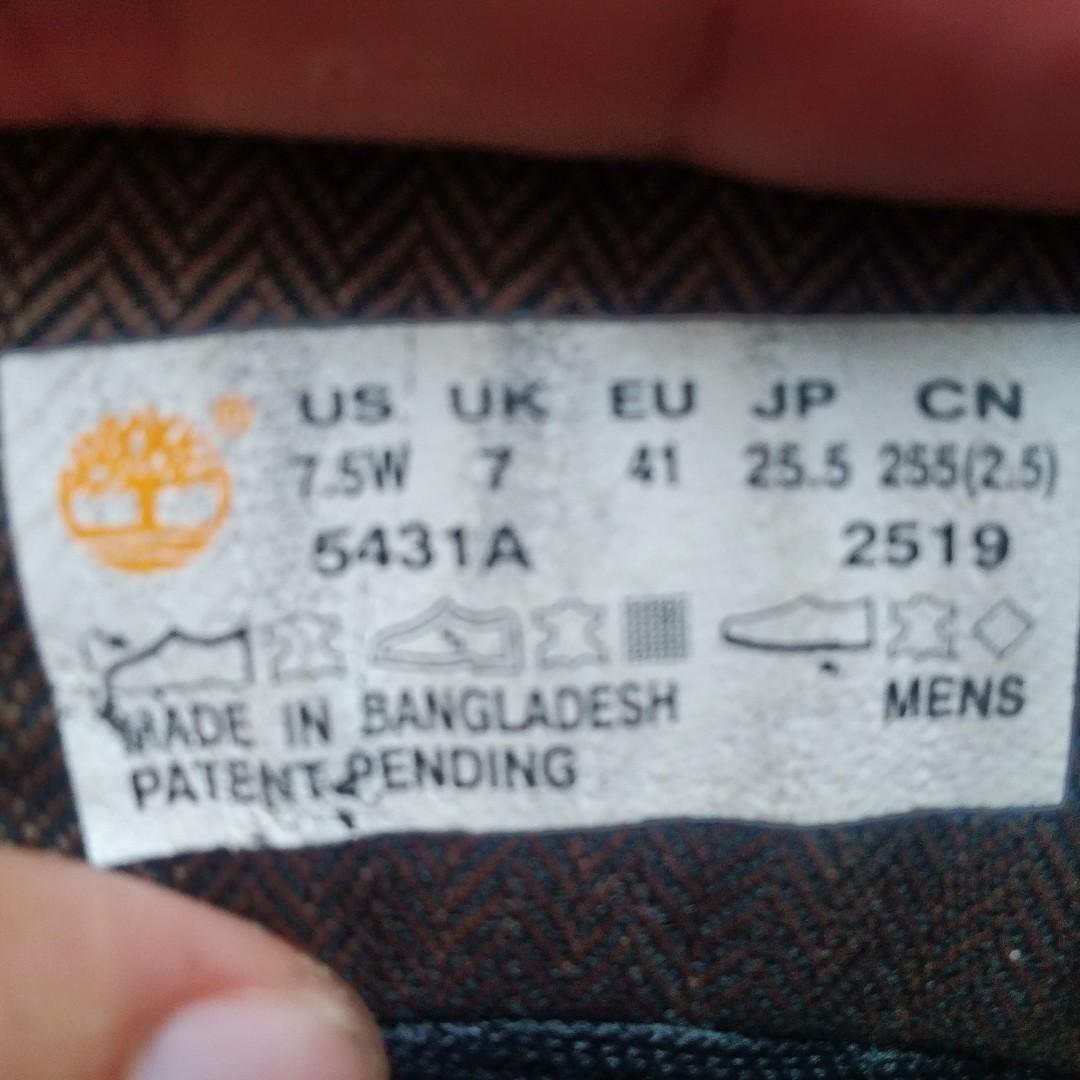 ® US UK EU JP CN
7.5W 7 41 25.5 255(2.5)
5431A 2519
MENS
MADE IN BANGLADESH
PATENT PENDING